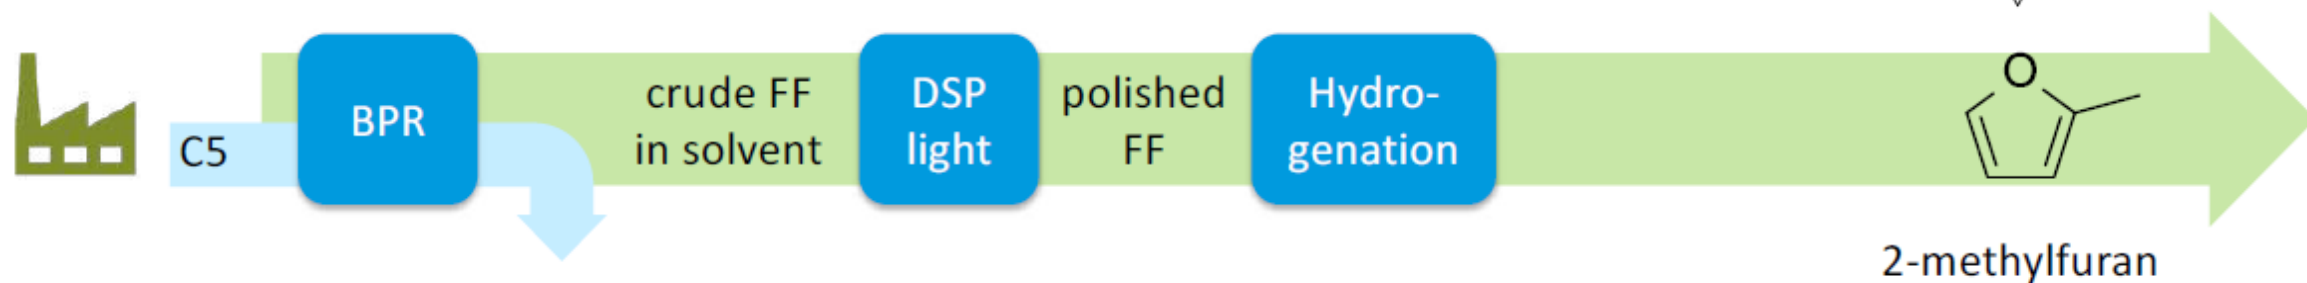 C5
BPR
crude FF
in solvent
DSP
light
polished
FF
Hydro-
genation
O
2-methylfuran